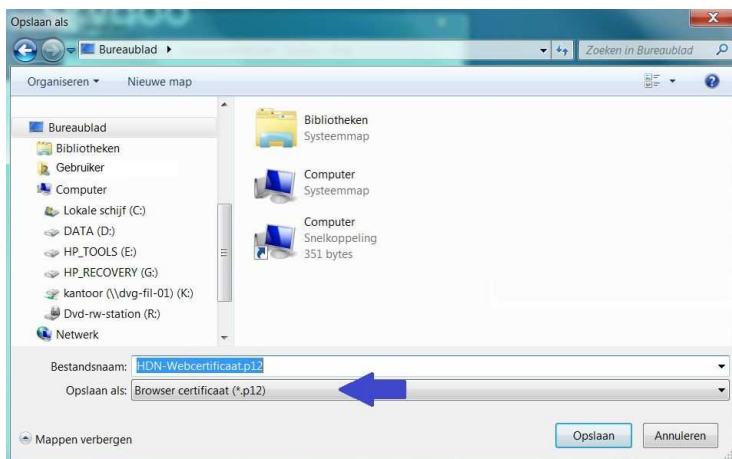 Opslaan als
Bureaublad
Zoeken in Bureaublad
Organiseren
Nieuwe map
Bureaublad
Bibliotheken
Gebruiker
Computer
Lokale schijf (C:)
DATA (D:)
HP_TOOLS (E:)
HP_RECOVERY (G:)
kantoor (\\dvg-fil-01) (K:)
Dvd-rw-station (R:)
Netwerk
Bibliotheken
Systeemmap
Computer
Systeemmap
Computer
Snelkoppeling
351 bytes
Bestandsnaam: HDN-Webcertificaat.p12
Opslaan als: Browser certificaat (*.p12)
Mappen verbergen
Opslaan
Annuleren